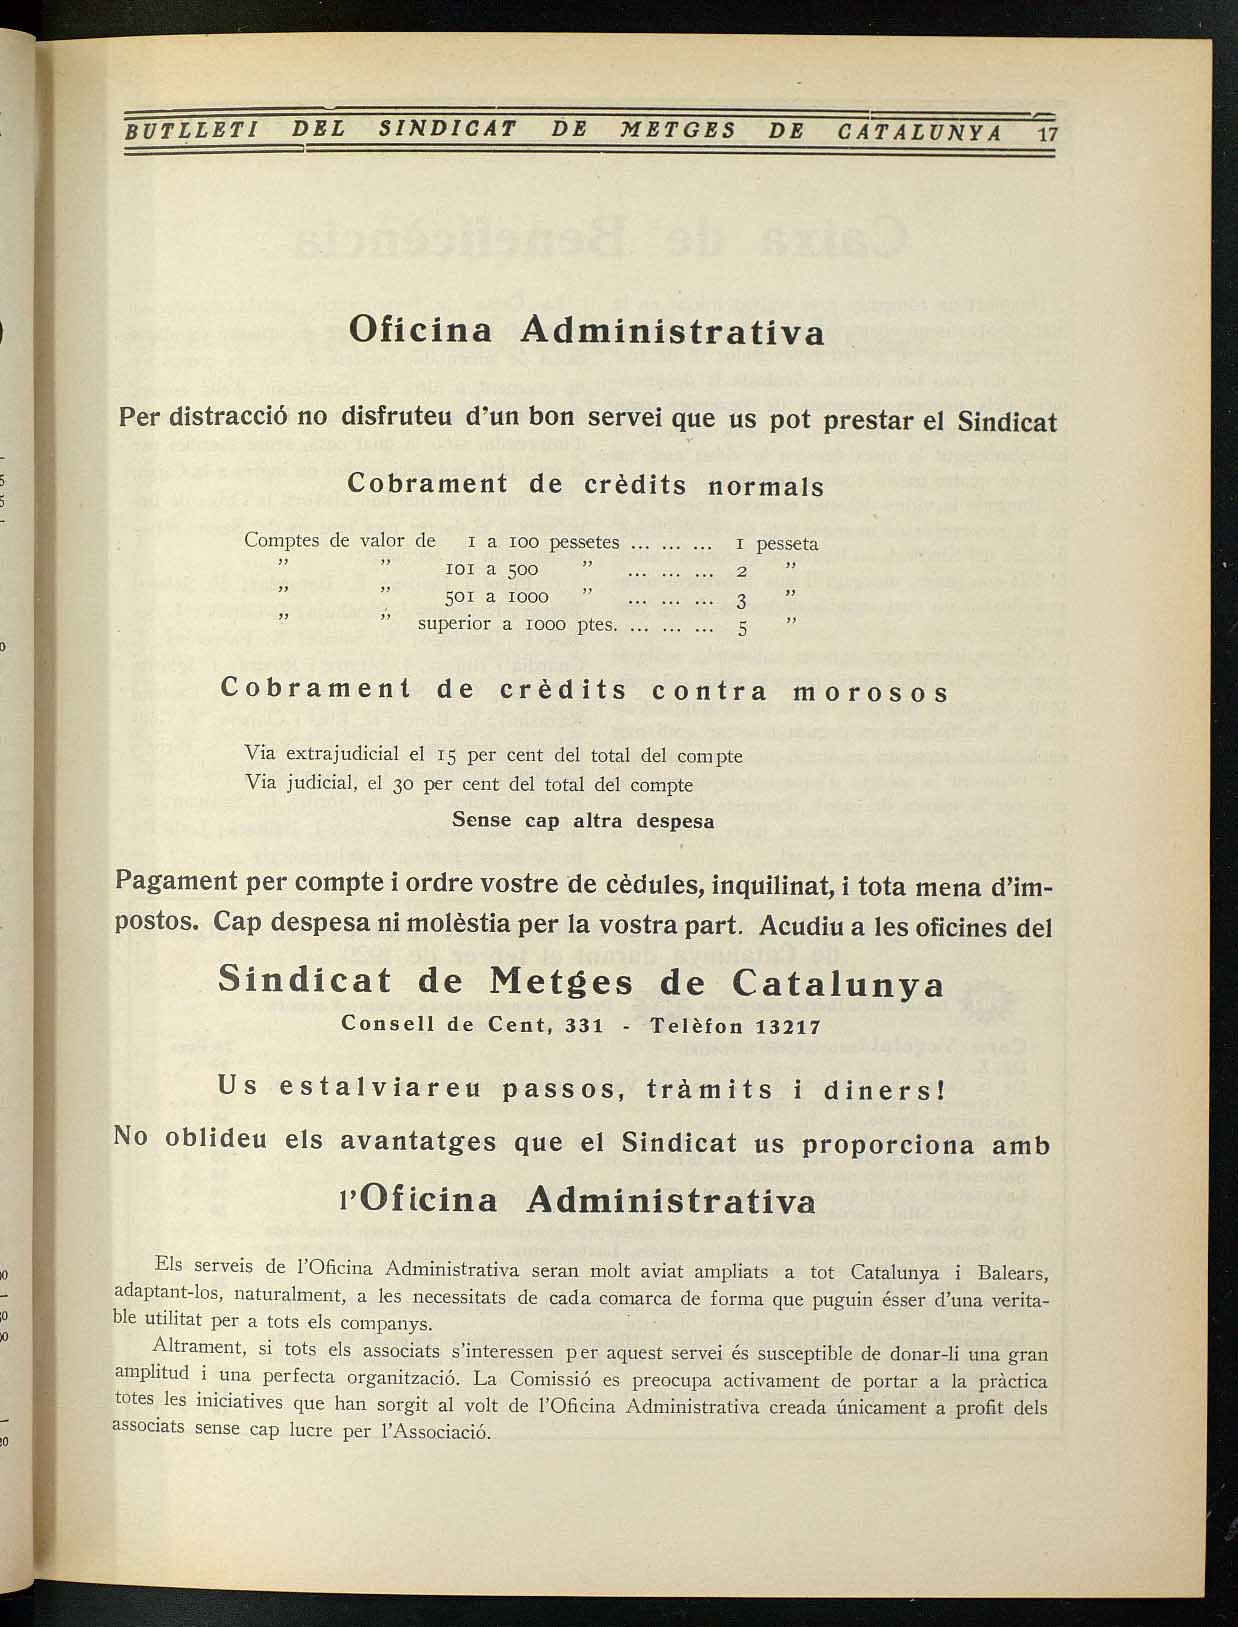 BUTLLETI DEL SINDICAT DE METGES DE CATALUNYA 17
Oficina Administrativa
Per distracció no disfruteu d'un bon servei que us pot prestar el Sindicat
Cobrament de crèdits normals
Comptes de valor de 1 a 100 pessetes ... ... ... 1 pesseta
" " 101 a 500 " ... ... ... 2 "
" " 501 a 1000 " ... ... ... 3 "
" " superior a 1000 ptes. ... ... ... 5 "
Cobrament de crèdits contra morosos
Via extrajudicial el 15 per cent del total del compte
Via judicial, el 30 per cent del total del compte
Sense cap altra despesa
Pagament per compte i ordre vostre de cèdules, inquilinat, i tota mena d'im-
postos. Cap despesa ni molèstia per la vostra part. Acudiu a les oficines del
Sindicat de Metges de Catalunya
Consell de Cent, 331 - Telèfon 13217
Us estalviareu passos, tràmits i diners!
No oblideu els avantatges que el Sindicat us proporciona amb
l'Oficina Administrativa
Els serveis de l'Oficina Administrativa seran molt aviat ampliats a tot Catalunya i Balears,
adaptant-los, naturalment, a les necessitats de cada comarca de forma que puguin ésser d'una verita-
ble utilitat per a tots els companys.
Altrament, si tots els associats s'interessen per aquest servei és susceptible de donar-li una gran
amplitud i una perfecta organització. La Comissió es preocupa activament de portar a la pràctica
totes les iniciatives que han sorgit al volt de l'Oficina Administrativa creada únicament a profit dels
associats sense cap lucre per l'Associació.